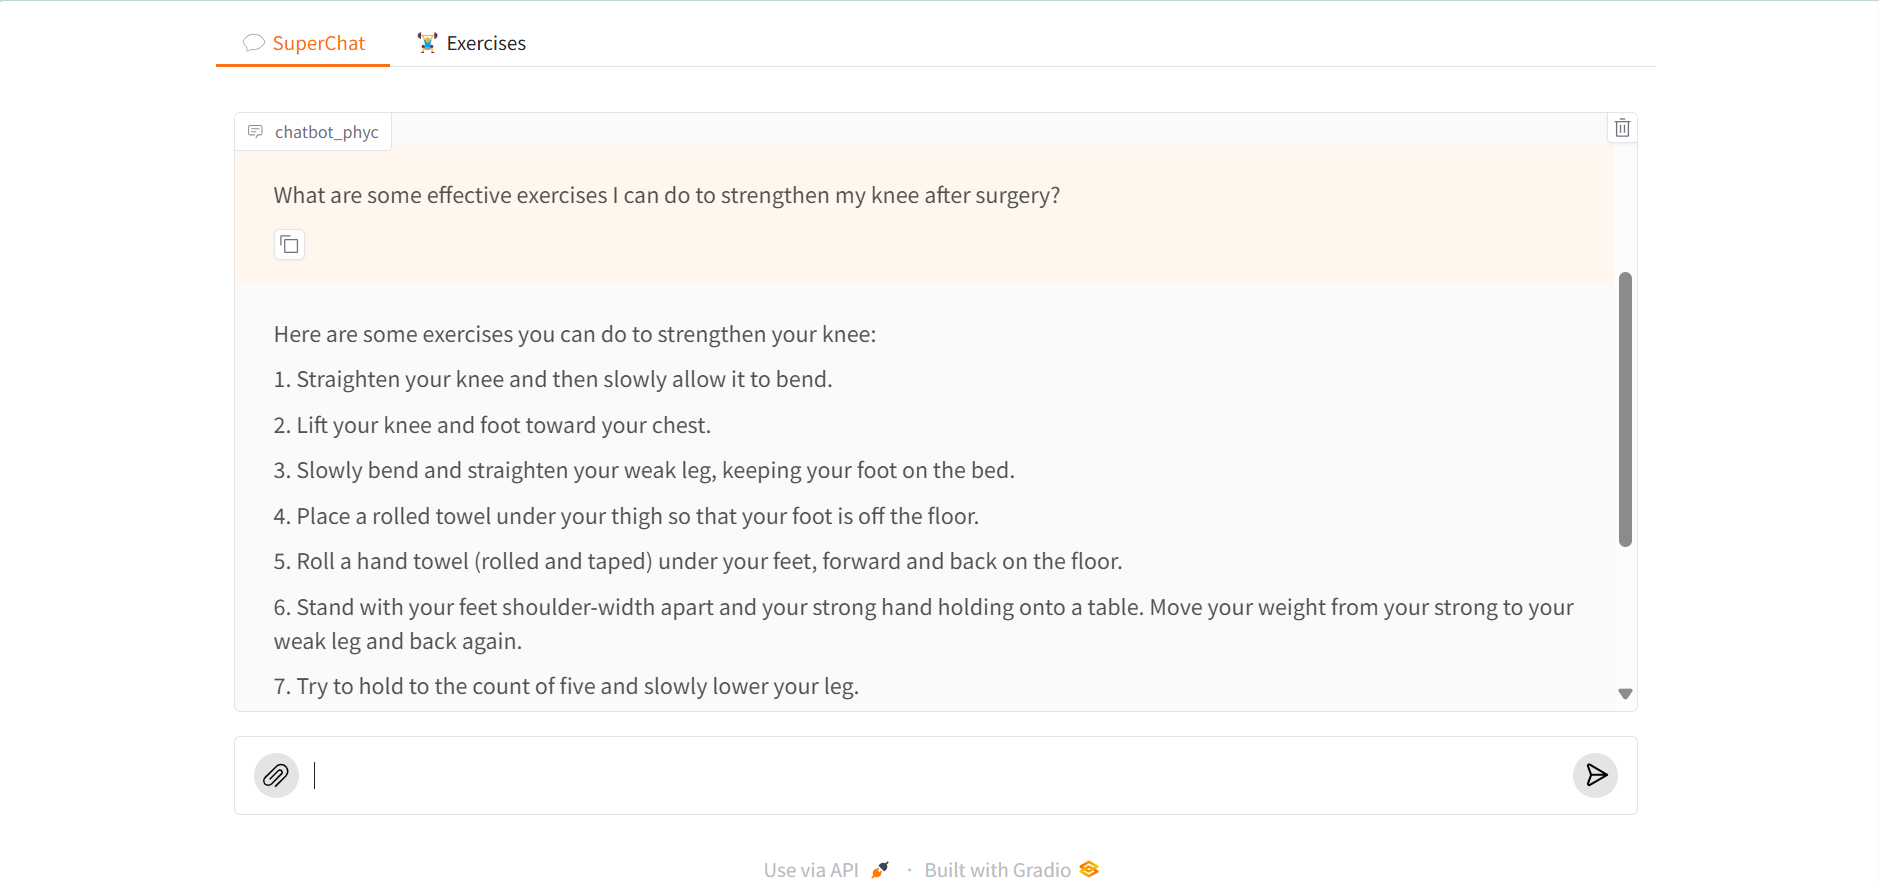 SuperChat Exercises
chatbot_phyc
What are some effective exercises I can do to strengthen my knee after surgery?
Here are some exercises you can do to strengthen your knee:
1. Straighten your knee and then slowly allow it to bend.
2. Lift your knee and foot toward your chest.
3. Slowly bend and straighten your weak leg, keeping your foot on the bed.
4. Place a rolled towel under your thigh so that your foot is off the floor.
5. Roll a hand towel (rolled and taped) under your feet, forward and back on the floor.
6. Stand with your feet shoulder-width apart and your strong hand holding onto a table. Move your weight from your strong to your
weak leg and back again.
7. Try to hold to the count of five and slowly lower your leg.
Use via API · Built with Gradio